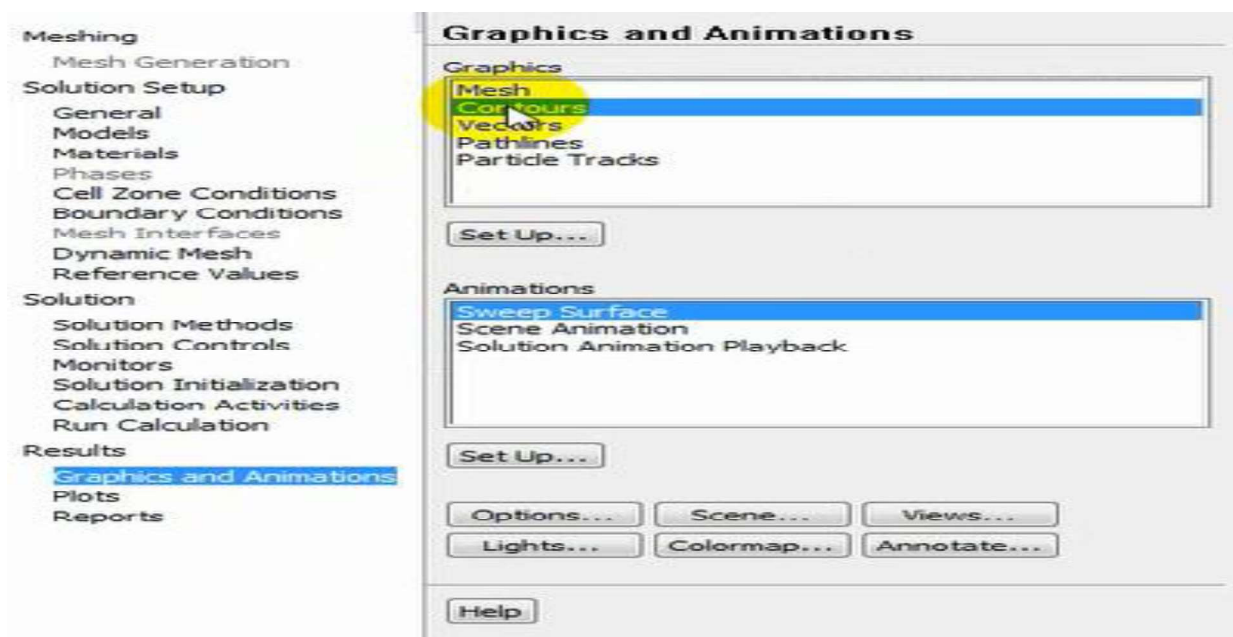 Meshing
Mesh Generation
Solution Setup
General
Models
Materials
Phases
Cell Zone Conditions
Boundary Conditions
Mesh Interfaces
Dynamic Mesh
Reference Values
Solution
Solution Methods
Solution Controls
Monitors
Solution Initialization
Calculation Activities
Run Calculation
Results
Graphics and Animations
Plots
Reports
Graphics and Animations
Graphics
Mesh
Contours
Vectors
Pathlines
Particle Tracks
Set Up...
Animations
Sweep Surface
Scene Animation
Solution Animation Playback
Set Up...
Options... Scene... Views...
Lights... Colormap... Annotate...
Help